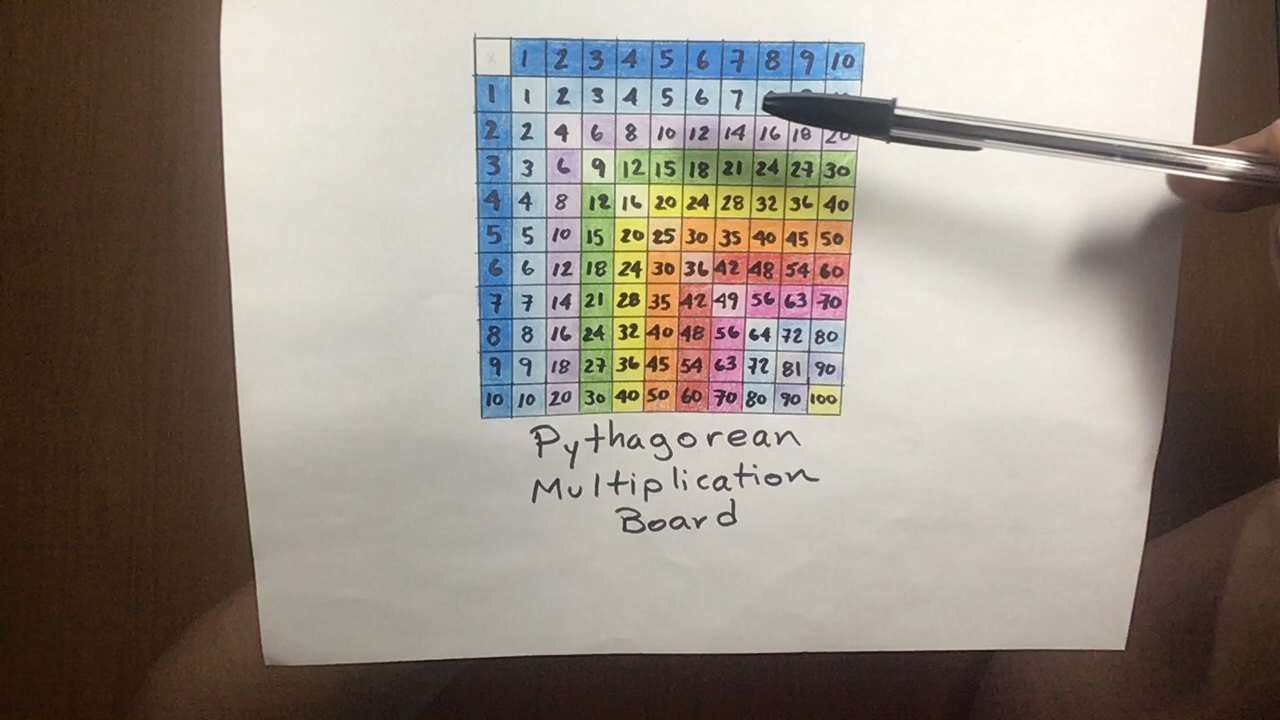 × 1 2 3 4 5 6 7 8 9 10
1 1 2 3 4 5 6 7
2 2 4 6 8 10 12 14 16 18 20
3 3 6 9 12 15 18 21 24 27 30
4 4 8 12 16 20 24 28 32 36 40
5 5 10 15 20 25 30 35 40 45 50
6 6 12 18 24 30 36 42 48 54 60
7 7 14 21 28 35 42 49 56 63 70
8 8 16 24 32 40 48 56 64 72 80
9 9 18 27 36 45 54 63 72 81 90
10 10 20 30 40 50 60 70 80 90 100
Pythagorean
Multiplication
Board